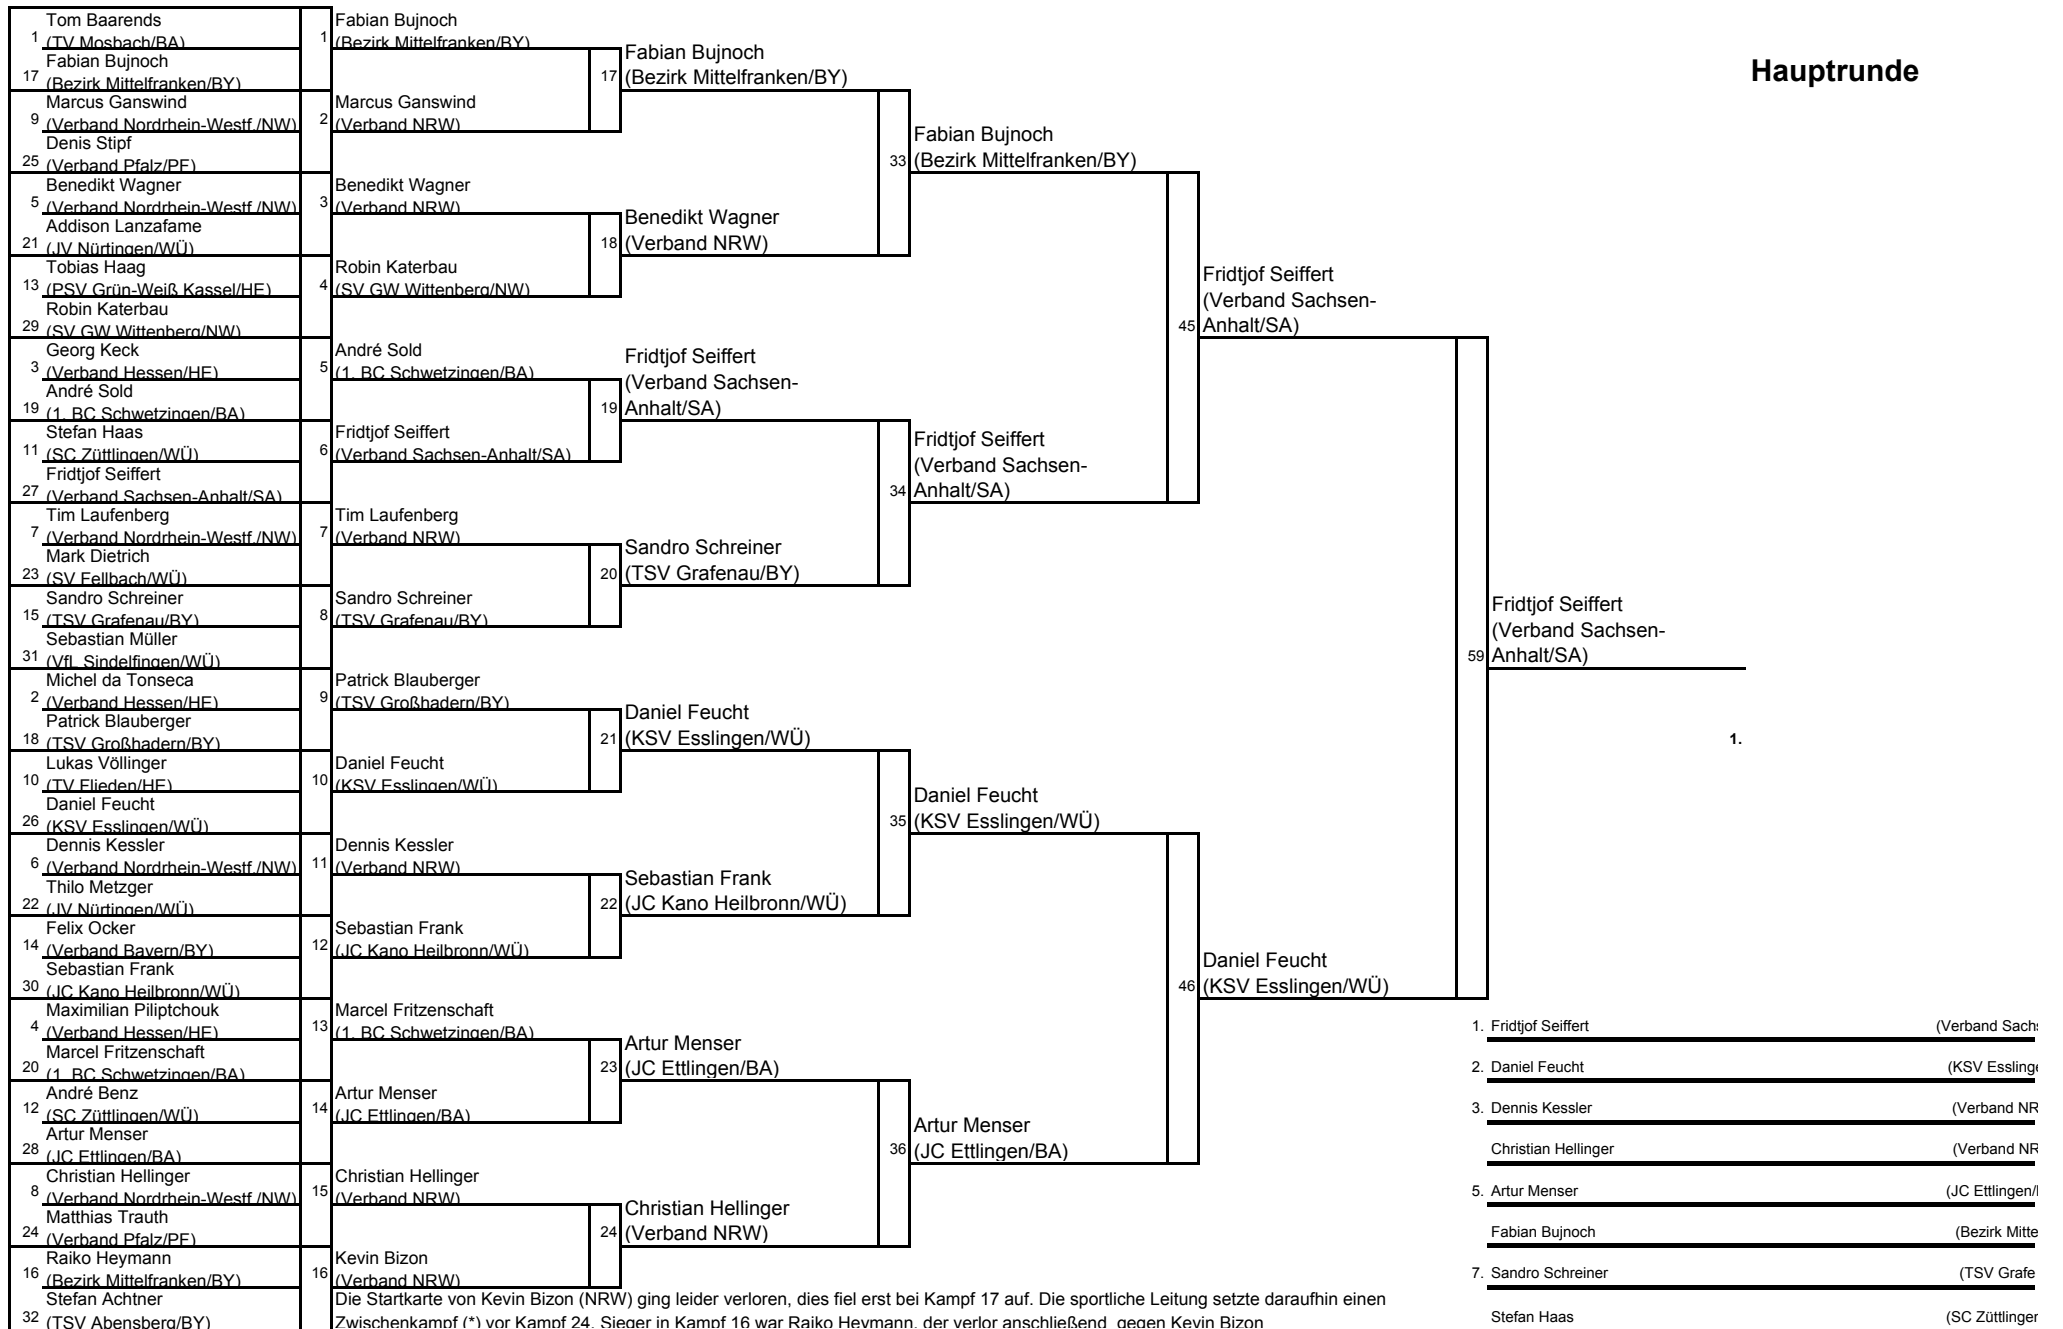 Hauptrunde
1 Tom Baarends
(TV Mosbach/BA)
17 Fabian Bujnoch
(Bezirk Mittelfranken/BY)
9 Marcus Ganswind
(Verband Nordrhein-Westf./NW)
25 Denis Stipf
(Verband Pfalz/PF)
5 Benedikt Wagner
(Verband Nordrhein-Westf./NW)
21 Addison Lanzafame
(JV Nürtingen/WÜ)
13 Tobias Haag
(PSV Grün-Weiß Kassel/HE)
29 Robin Katerbau
(SV GW Wittenberg/NW)
3 Georg Keck
(Verband Hessen/HE)
19 André Sold
(1. BC Schwetzingen/BA)
11 Stefan Haas
(SC Züttlingen/WÜ)
27 Fridtjof Seiffert
(Verband Sachsen-Anhalt/SA)
7 Tim Laufenberg
(Verband Nordrhein-Westf./NW)
23 Mark Dietrich
(SV Fellbach/WÜ)
15 Sandro Schreiner
(TSV Grafenau/BY)
31 Sebastian Müller
(VfL Sindelfingen/WÜ)
2 Michel da Tonseca
(Verband Hessen/HE)
18 Patrick Blauberger
(TSV Großhadern/BY)
10 Lukas Völlinger
(TV Flieden/HE)
26 Daniel Feucht
(KSV Esslingen/WÜ)
6 Dennis Kessler
(Verband Nordrhein-Westf./NW)
22 Thilo Metzger
(JV Nürtingen/WÜ)
14 Felix Ocker
(Verband Bayern/BY)
30 Sebastian Frank
(JC Kano Heilbronn/WÜ)
4 Maximilian Piliptchouk
(Verband Hessen/HE)
20 Marcel Fritzenschaft
(1. BC Schwetzingen/BA)
12 André Benz
(SC Züttlingen/WÜ)
28 Artur Menser
(JC Ettlingen/BA)
8 Christian Hellinger
(Verband Nordrhein-Westf./NW)
24 Matthias Trauth
(Verband Pfalz/PF)
16 Raiko Heymann
(Bezirk Mittelfranken/BY)
32 Stefan Achtner
(TSV Abensberg/BY)
1 Fabian Bujnoch
(Bezirk Mittelfranken/BY)
2 Marcus Ganswind
(Verband NRW)
3 Benedikt Wagner
(Verband NRW)
4 Robin Katerbau
(SV GW Wittenberg/NW)
5 André Sold
(1. BC Schwetzingen/BA)
6 Fridtjof Seiffert
(Verband Sachsen-Anhalt/SA)
7 Tim Laufenberg
(Verband NRW)
8 Sandro Schreiner
(TSV Grafenau/BY)
9 Patrick Blauberger
(TSV Großhadern/BY)
10 Daniel Feucht
(KSV Esslingen/WÜ)
11 Dennis Kessler
(Verband NRW)
12 Sebastian Frank
(JC Kano Heilbronn/WÜ)
13 Marcel Fritzenschaft
(1. BC Schwetzingen/BA)
14 Artur Menser
(JC Ettlingen/BA)
15 Christian Hellinger
(Verband NRW)
16 Kevin Bizon
(Verband NRW)
Die Startkarte von Kevin Bizon (NRW) ging leider verloren, dies fiel erst bei Kampf 17 auf. Die sportliche Leitung setzte daraufhin einen
Zwischenkampf (*) vor Kampf 24. Sieger in Kampf 16 war Raiko Heymann, der verlor anschließend gegen Kevin Bizon
17 Fabian Bujnoch
(Bezirk Mittelfranken/BY)
18 Benedikt Wagner
(Verband NRW)
19 Fridtjof Seiffert
(Verband Sachsen-
Anhalt/SA)
20 Sandro Schreiner
(TSV Grafenau/BY)
21 Daniel Feucht
(KSV Esslingen/WÜ)
22 Sebastian Frank
(JC Kano Heilbronn/WÜ)
23 Artur Menser
(JC Ettlingen/BA)
24 Christian Hellinger
(Verband NRW)
33 Fabian Bujnoch
(Bezirk Mittelfranken/BY)
34 Fridtjof Seiffert
(Verband Sachsen-
Anhalt/SA)
35 Daniel Feucht
(KSV Esslingen/WÜ)
36 Artur Menser
(JC Ettlingen/BA)
45 Fridtjof Seiffert
(Verband Sachsen-
Anhalt/SA)
46 Daniel Feucht
(KSV Esslingen/WÜ)
59 Fridtjof Seiffert
(Verband Sachsen-
Anhalt/SA)
1.
1. Fridtjof Seiffert (Verband Sachs
2. Daniel Feucht (KSV Essling
3. Dennis Kessler (Verband NR
Christian Hellinger (Verband NR
5. Artur Menser (JC Ettlingen/
Fabian Bujnoch (Bezirk Mitte
7. Sandro Schreiner (TSV Grafe
Stefan Haas (SC Züttlingen